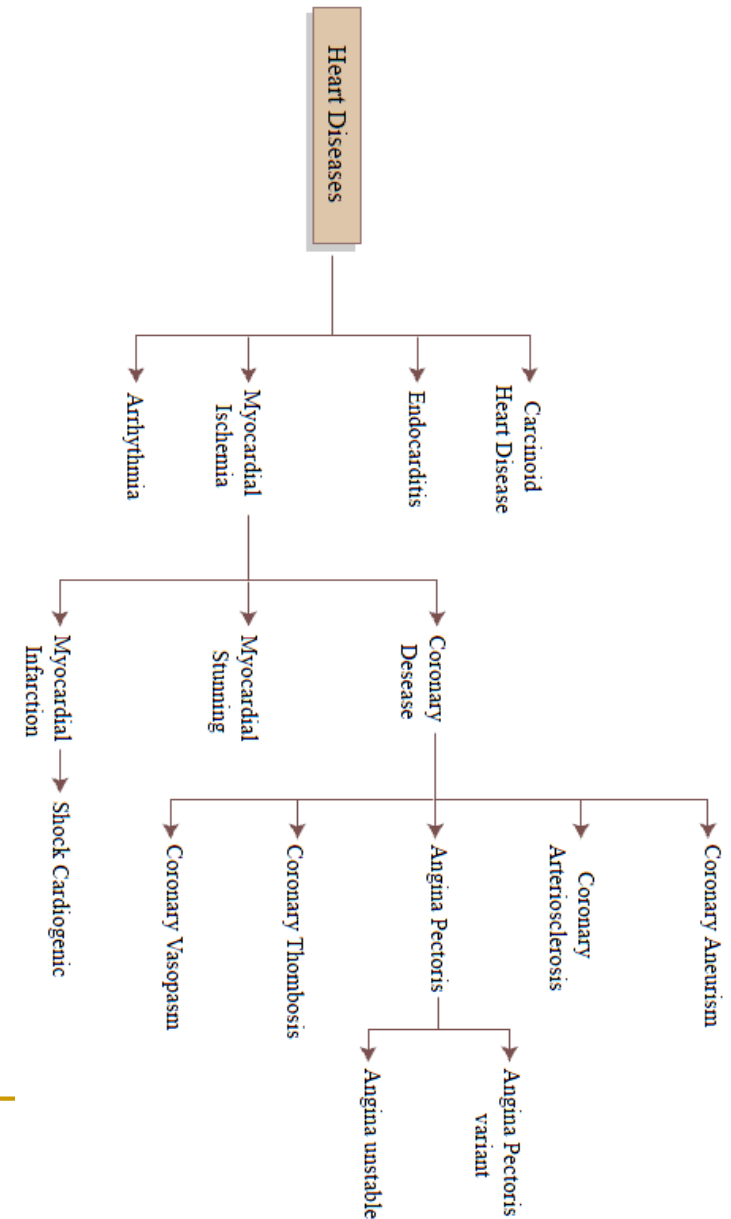 Heart Diseases
Carcinoid
Heart Disease
Endocarditis
Myocardial
Ischemia
Arrhythmia
Coronary
Desease
Myocardial
Stunning
Myocardial
Infarction
Coronary Aneurism
Coronary
Arteriosclerosis
Angina Pectoris
Coronary Thombosis
Coronary Vasopasm
Shock Cardiogenic
Angina Pectoris
variant
Angina unstable